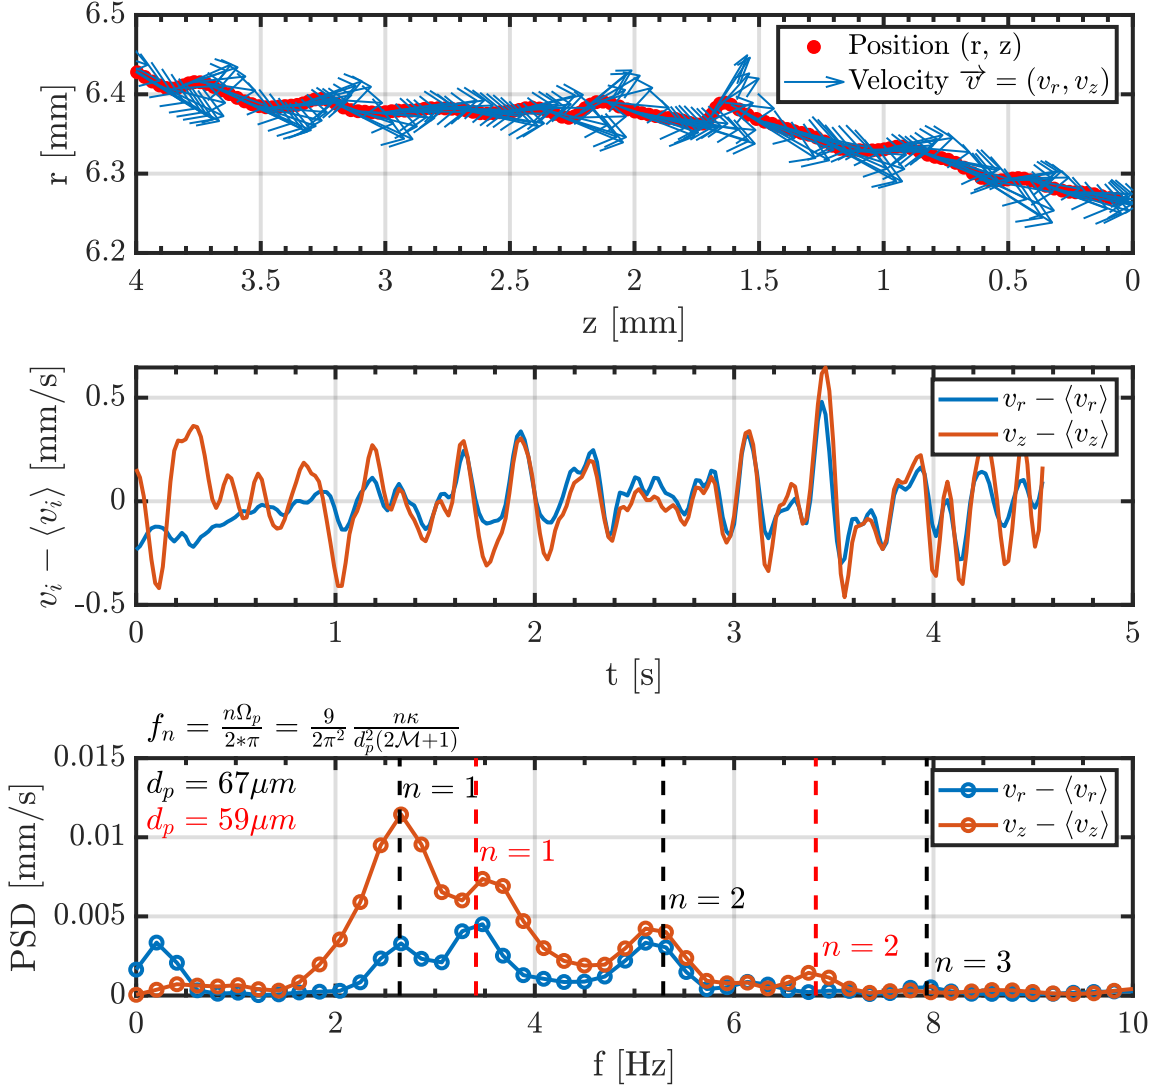 6.5
6.4
6.3
6.2
r [mm]
Position (r, z)
Velocity v⃗ = (v_r, v_z)
4 3.5 3 2.5 2 1.5 1 0.5 0
z [mm]
0.5
0
-0.5
v_i − ⟨v_i⟩ [mm/s]
v_r − ⟨v_r⟩
v_z − ⟨v_z⟩
0 1 2 3 4 5
t [s]
f_n = nΩ_p/2*π = 9/2π² nκ/d_p²(2ℳ+1)
0.015
0.01
0.005
0
PSD [mm/s]
d_p = 67μm
d_p = 59μm
n = 1
n = 1
n = 2
n = 2
n = 3
v_r − ⟨v_r⟩
v_z − ⟨v_z⟩
0 2 4 6 8 10
f [Hz]